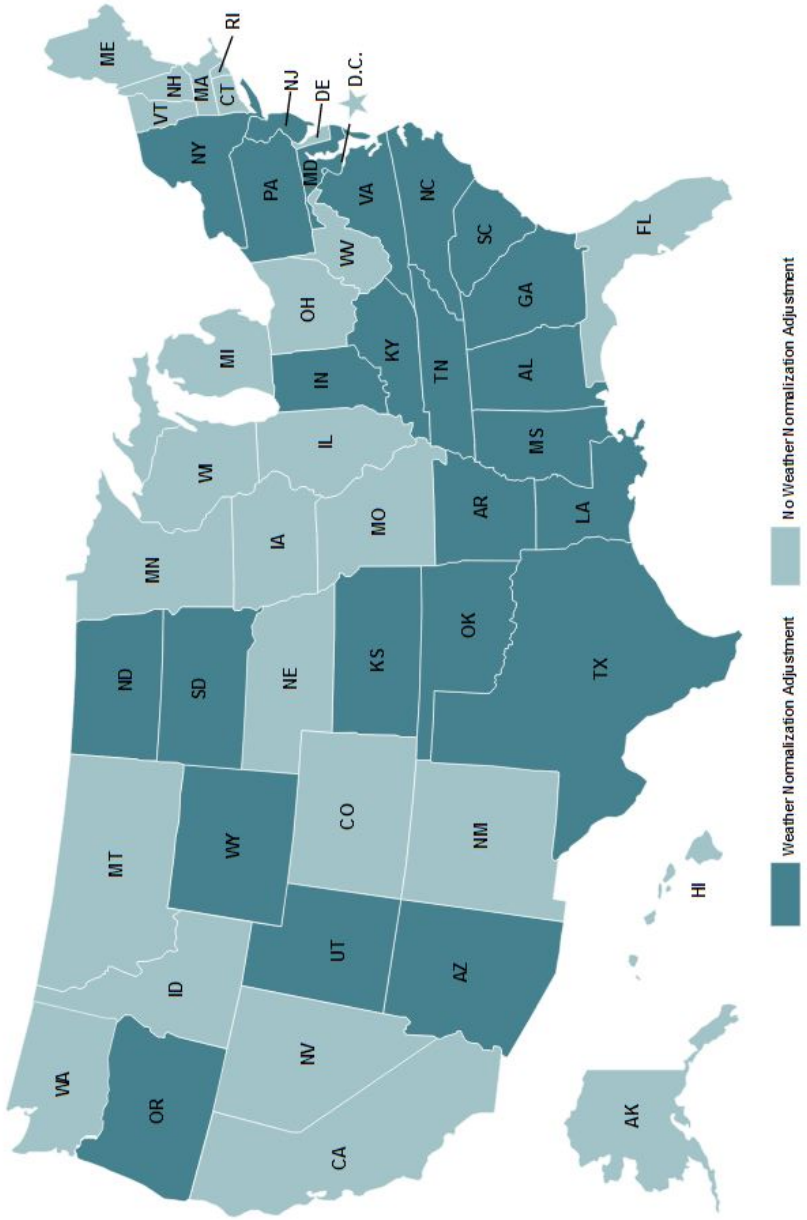 WA
OR
CA
NV
ID
MT
WY
UT
AZ
CO
NM
ND
SD
NE
KS
OK
TX
MN
IA
MO
AR
LA
WI
IL
MS
MI
IN
KY
TN
AL
OH
WV
GA
FL
SC
NC
VA
MD
D.C.
DE
NJ
PA
NY
CT
RI
MA
VT
NH
ME
AK
HI
Weather Normalization Adjustment
No Weather Normalization Adjustment